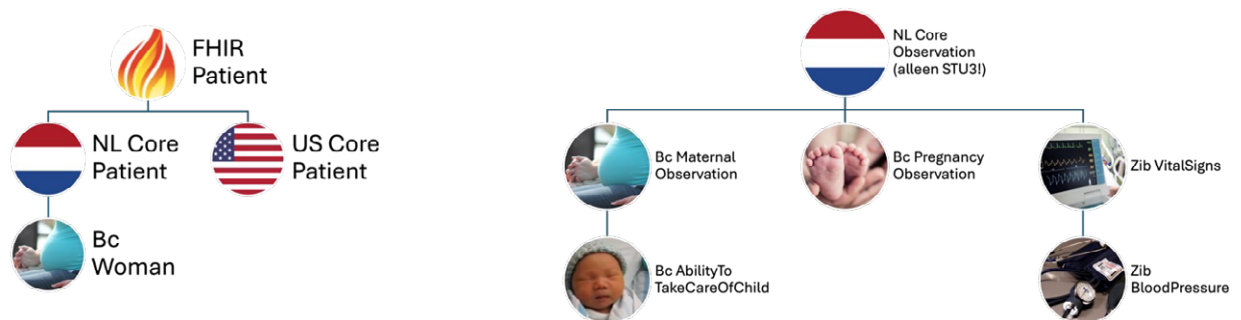 FHIR
Patient
NL Core
Patient
US Core
Patient
Bc
Woman
NL Core
Observation
(alleen STU3!)
Bc Maternal
Observation
Bc Pregnancy
Observation
Zib VitalSigns
Bc AbilityTo
TakeCareOfChild
Zib
BloodPressure